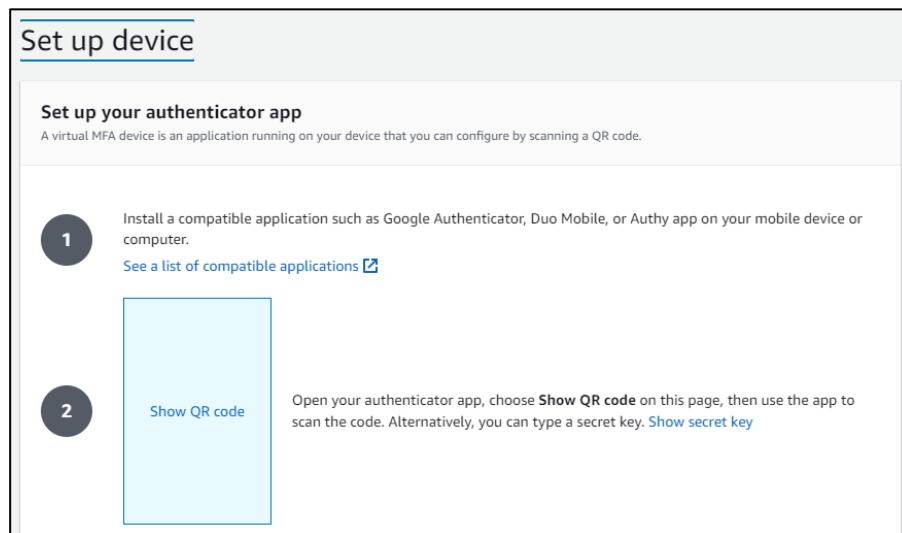 Set up device
Set up your authenticator app
A virtual MFA device is an application running on your device that you can configure by scanning a QR code.
1
Install a compatible application such as Google Authenticator, Duo Mobile, or Authy app on your mobile device or
computer.
See a list of compatible applications
2
Show QR code
Open your authenticator app, choose Show QR code on this page, then use the app to
scan the code. Alternatively, you can type a secret key. Show secret key